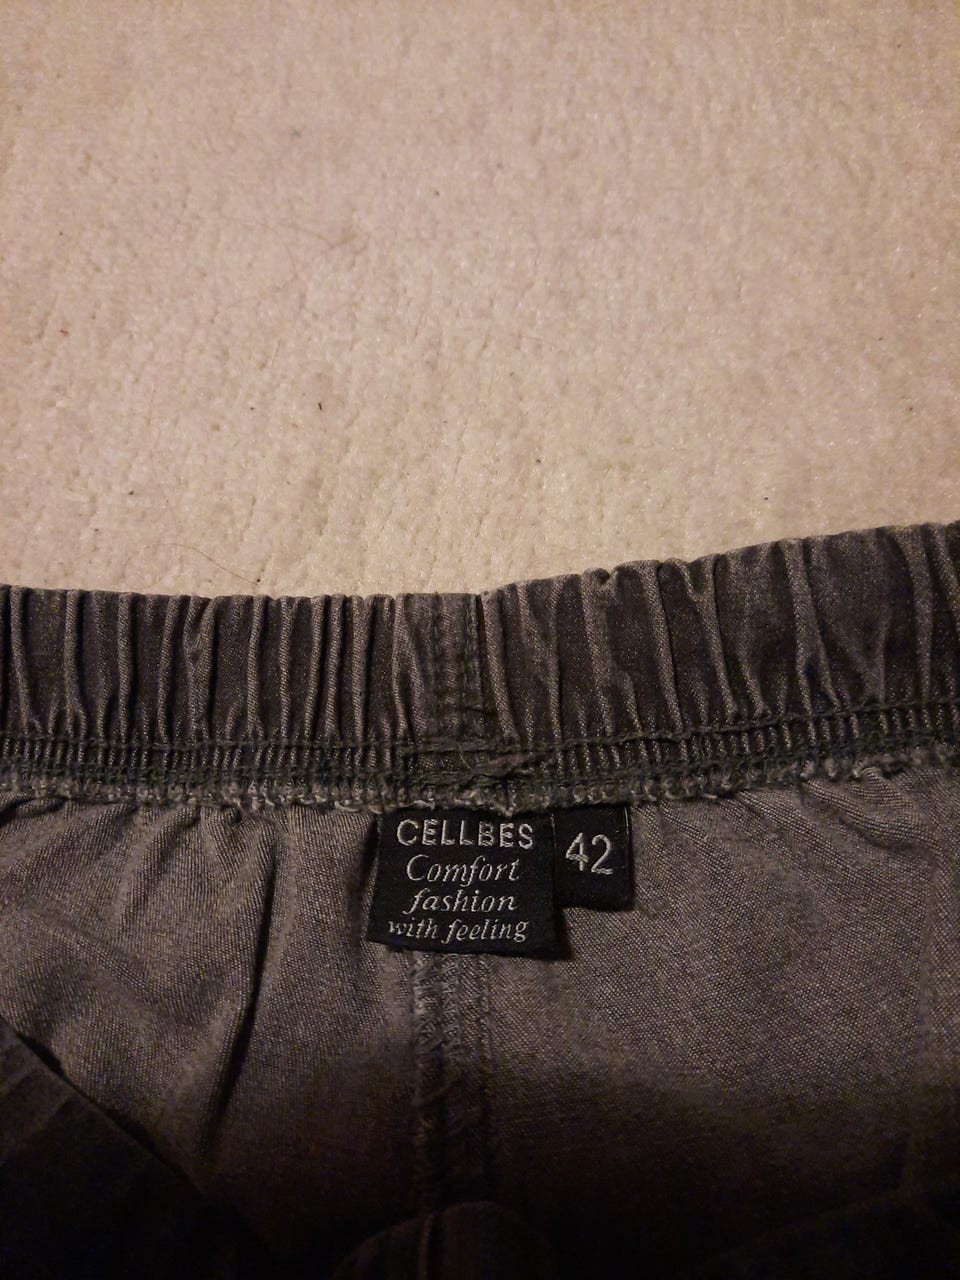 CELLBES
Comfort
fashion
with feeling
42